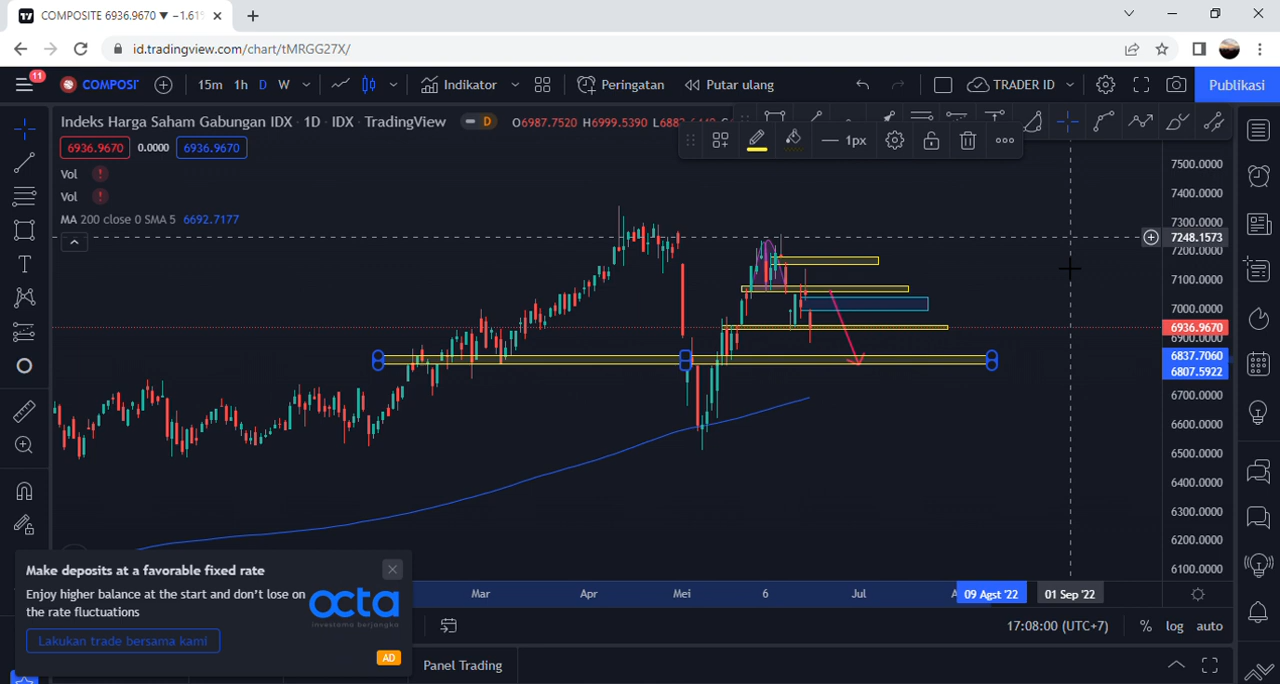 COMPOSITE 6936.9670 ▼ −1.61%
id.tradingview.com/chart/tMRGG27X/
11
COMPOSI
15m 1h D W
Indikator
Peringatan
Putar ulang
TRADER ID
Publikasi
Indeks Harga Saham Gabungan IDX · 1D · IDX · TradingView
D
O6987.7520 H6999.5390
6936.9670 0.0000 6936.9670
1px
Vol
Vol
MA 200 close 0 SMA 5 6692.7177
7500.0000
7400.0000
7300.0000
7248.1573
7200.0000
7100.0000
7000.0000
6936.9670
6900.0000
6837.7060
6807.5922
6700.0000
6600.0000
6500.0000
6400.0000
6300.0000
6200.0000
6100.0000
Make deposits at a favorable fixed rate
Enjoy higher balance at the start and don't lose on
the rate fluctuations
octa
investama berjangka
Lakukan trade bersama kami
AD
Mar Apr Mei 6 Jul A 09 Agst '22 01 Sep '22
17:08:00 (UTC+7) % log auto
Panel Trading